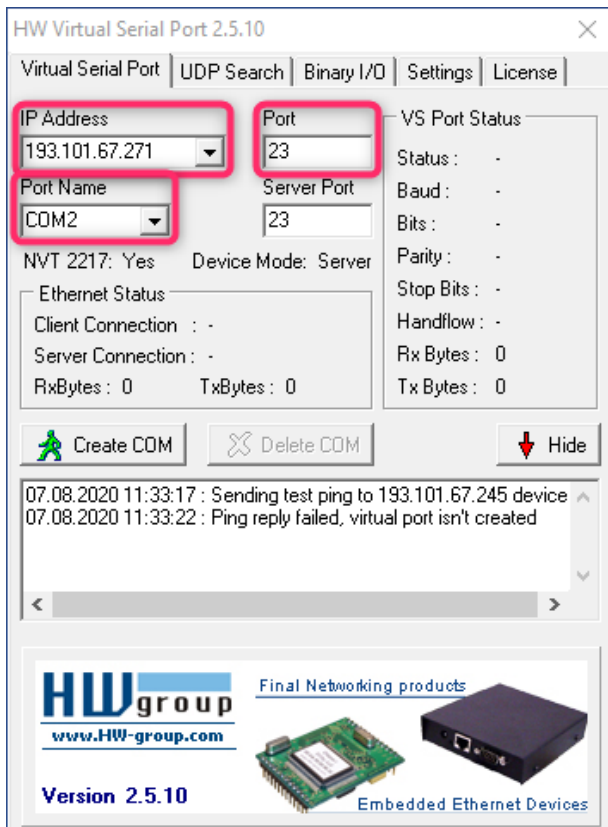 HW Virtual Serial Port 2.5.10
Virtual Serial Port UDP Search Binary I/O Settings License
IP Address
193.101.67.271
Port
23
Port Name
COM2
Server Port
23
NVT 2217: Yes Device Mode: Server
Ethernet Status
Client Connection : -
Server Connection : -
RxBytes : 0 TxBytes : 0
VS Port Status
Status : -
Baud : -
Bits : -
Parity : -
Stop Bits : -
Handflow : -
Rx Bytes : 0
Tx Bytes : 0
Create COM Delete COM Hide
07.08.2020 11:33:17 : Sending test ping to 193.101.67.245 device
07.08.2020 11:33:22 : Ping reply failed, virtual port isn't created
HW group
www.HW-group.com
Version 2.5.10
Final Networking products
Embedded Ethernet Devices